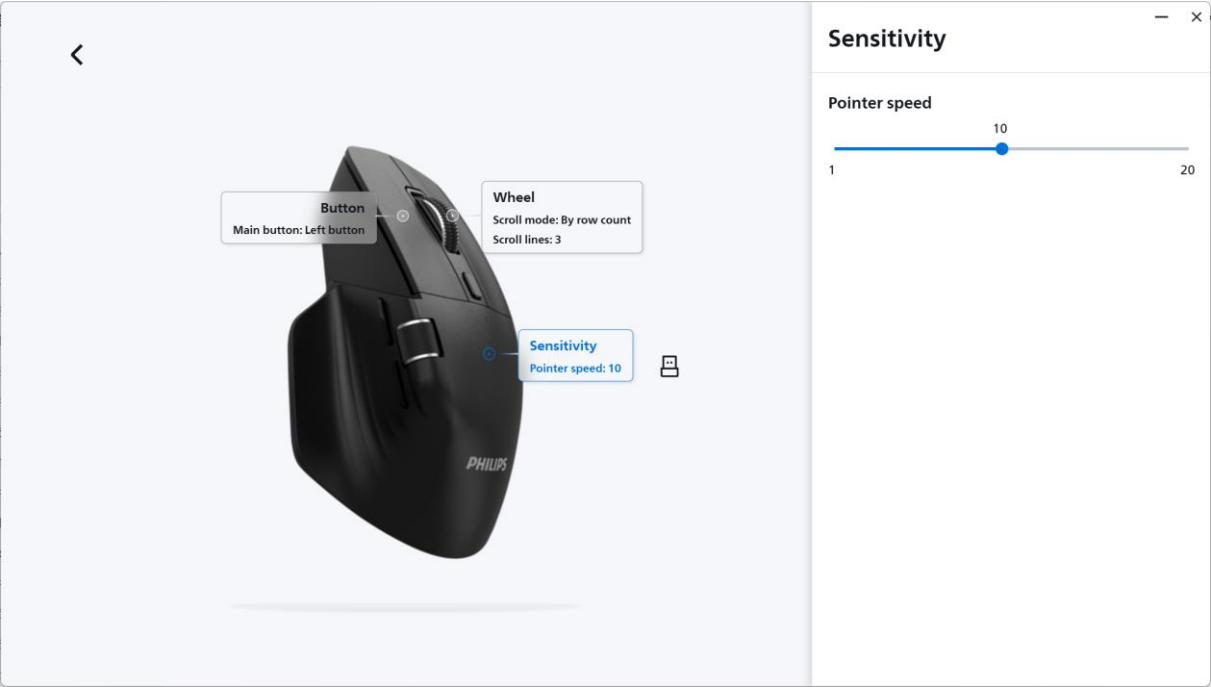 Button
Main button: Left button
Wheel
Scroll mode: By row count
Scroll lines: 3
Sensitivity
Pointer speed: 10
PHILIPS
Sensitivity
Pointer speed
10
1
20